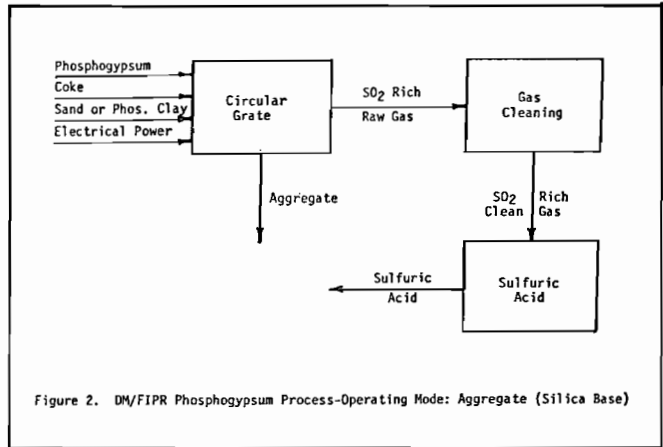 Phosphogypsum
Coke
Sand or Phos. Clay
Electrical Power
Circular
Grate
SO2 Rich
Raw Gas
Gas
Cleaning
Aggregate
SO2 Rich
Clean Gas
Sulfuric
Acid
Sulfuric
Acid
Figure 2. DM/FIPR Phosphogypsum Process-Operating Mode: Aggregate (Silica Base)